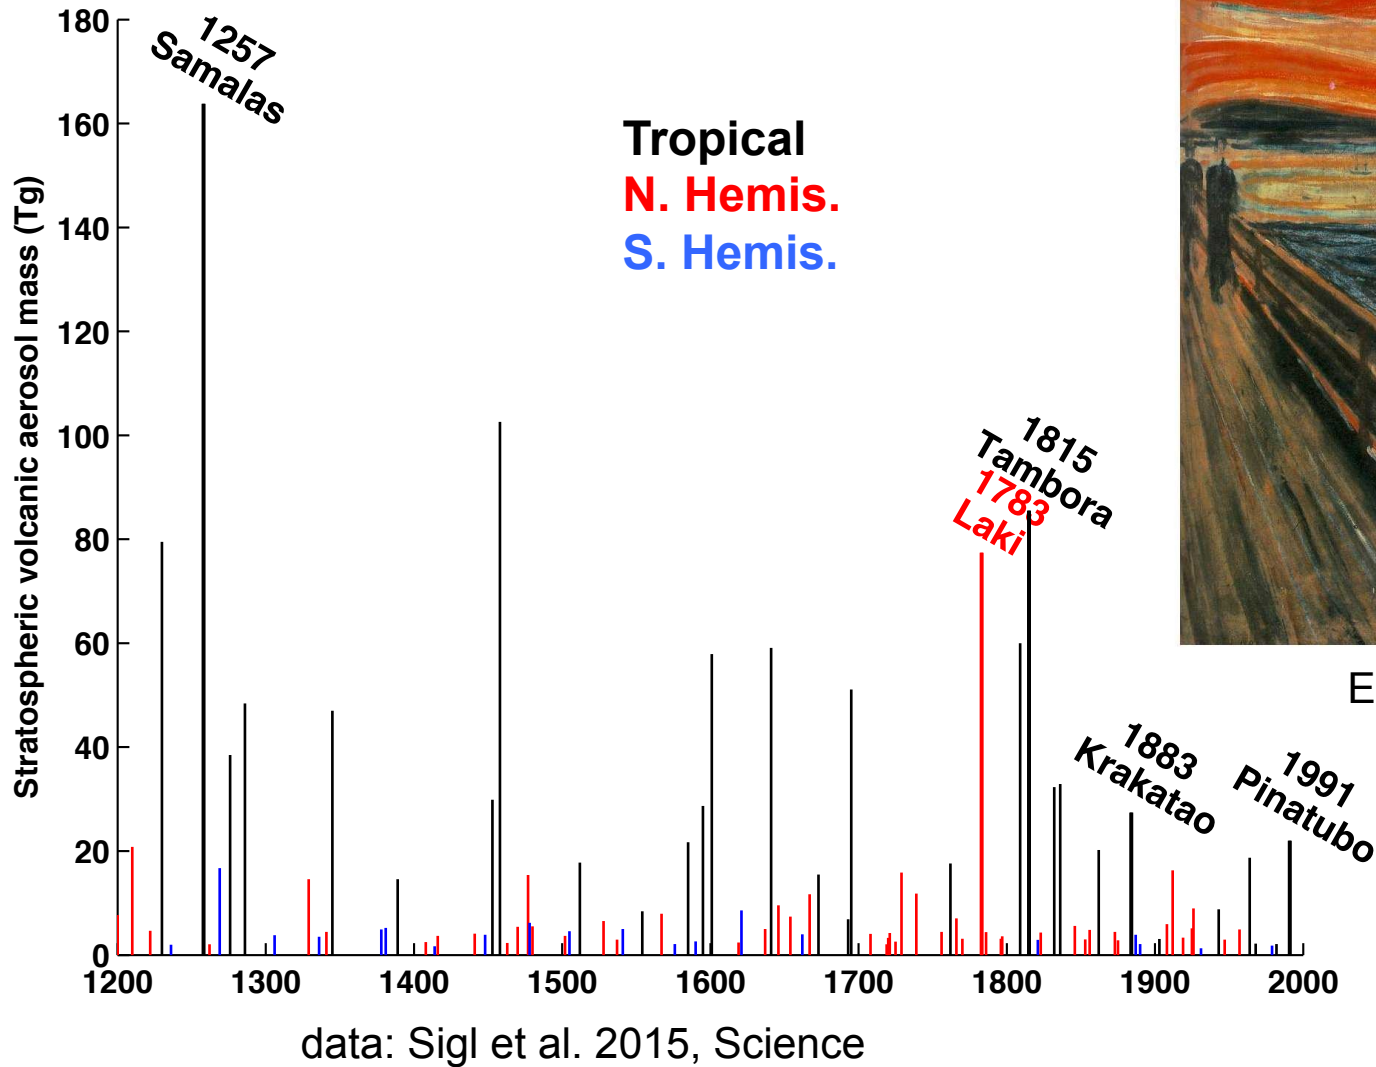 180
160
140
120
100
80
60
40
20
0
Stratospheric volcanic aerosol mass (Tg)
1257
Samalas
Tropical
N. Hemis.
S. Hemis.
1815
Tambora
1783
Laki
1883
Krakatao
1991
Pinatubo
E
1200 1300 1400 1500 1600 1700 1800 1900 2000
data: Sigl et al. 2015, Science